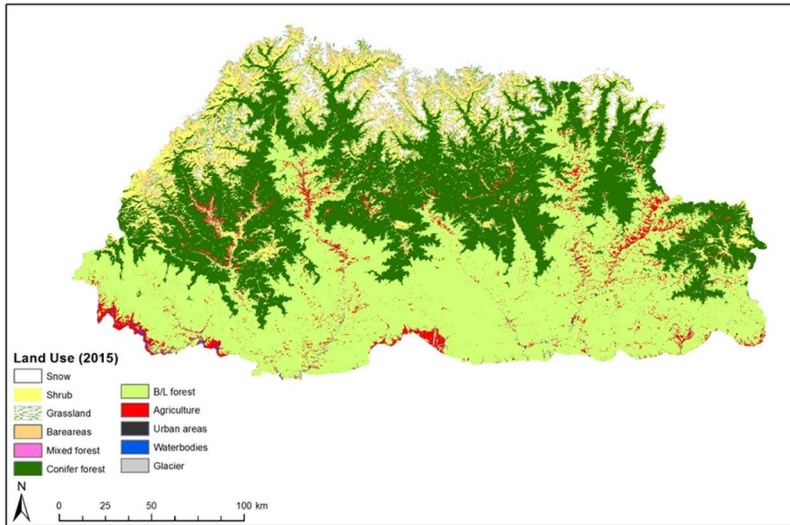 Land Use (2015)
Snow
Shrub
Grassland
Bareareas
Mixed forest
Conifer forest
B/L forest
Agriculture
Urban areas
Waterbodies
Glacier
N
0 25 50 100 km